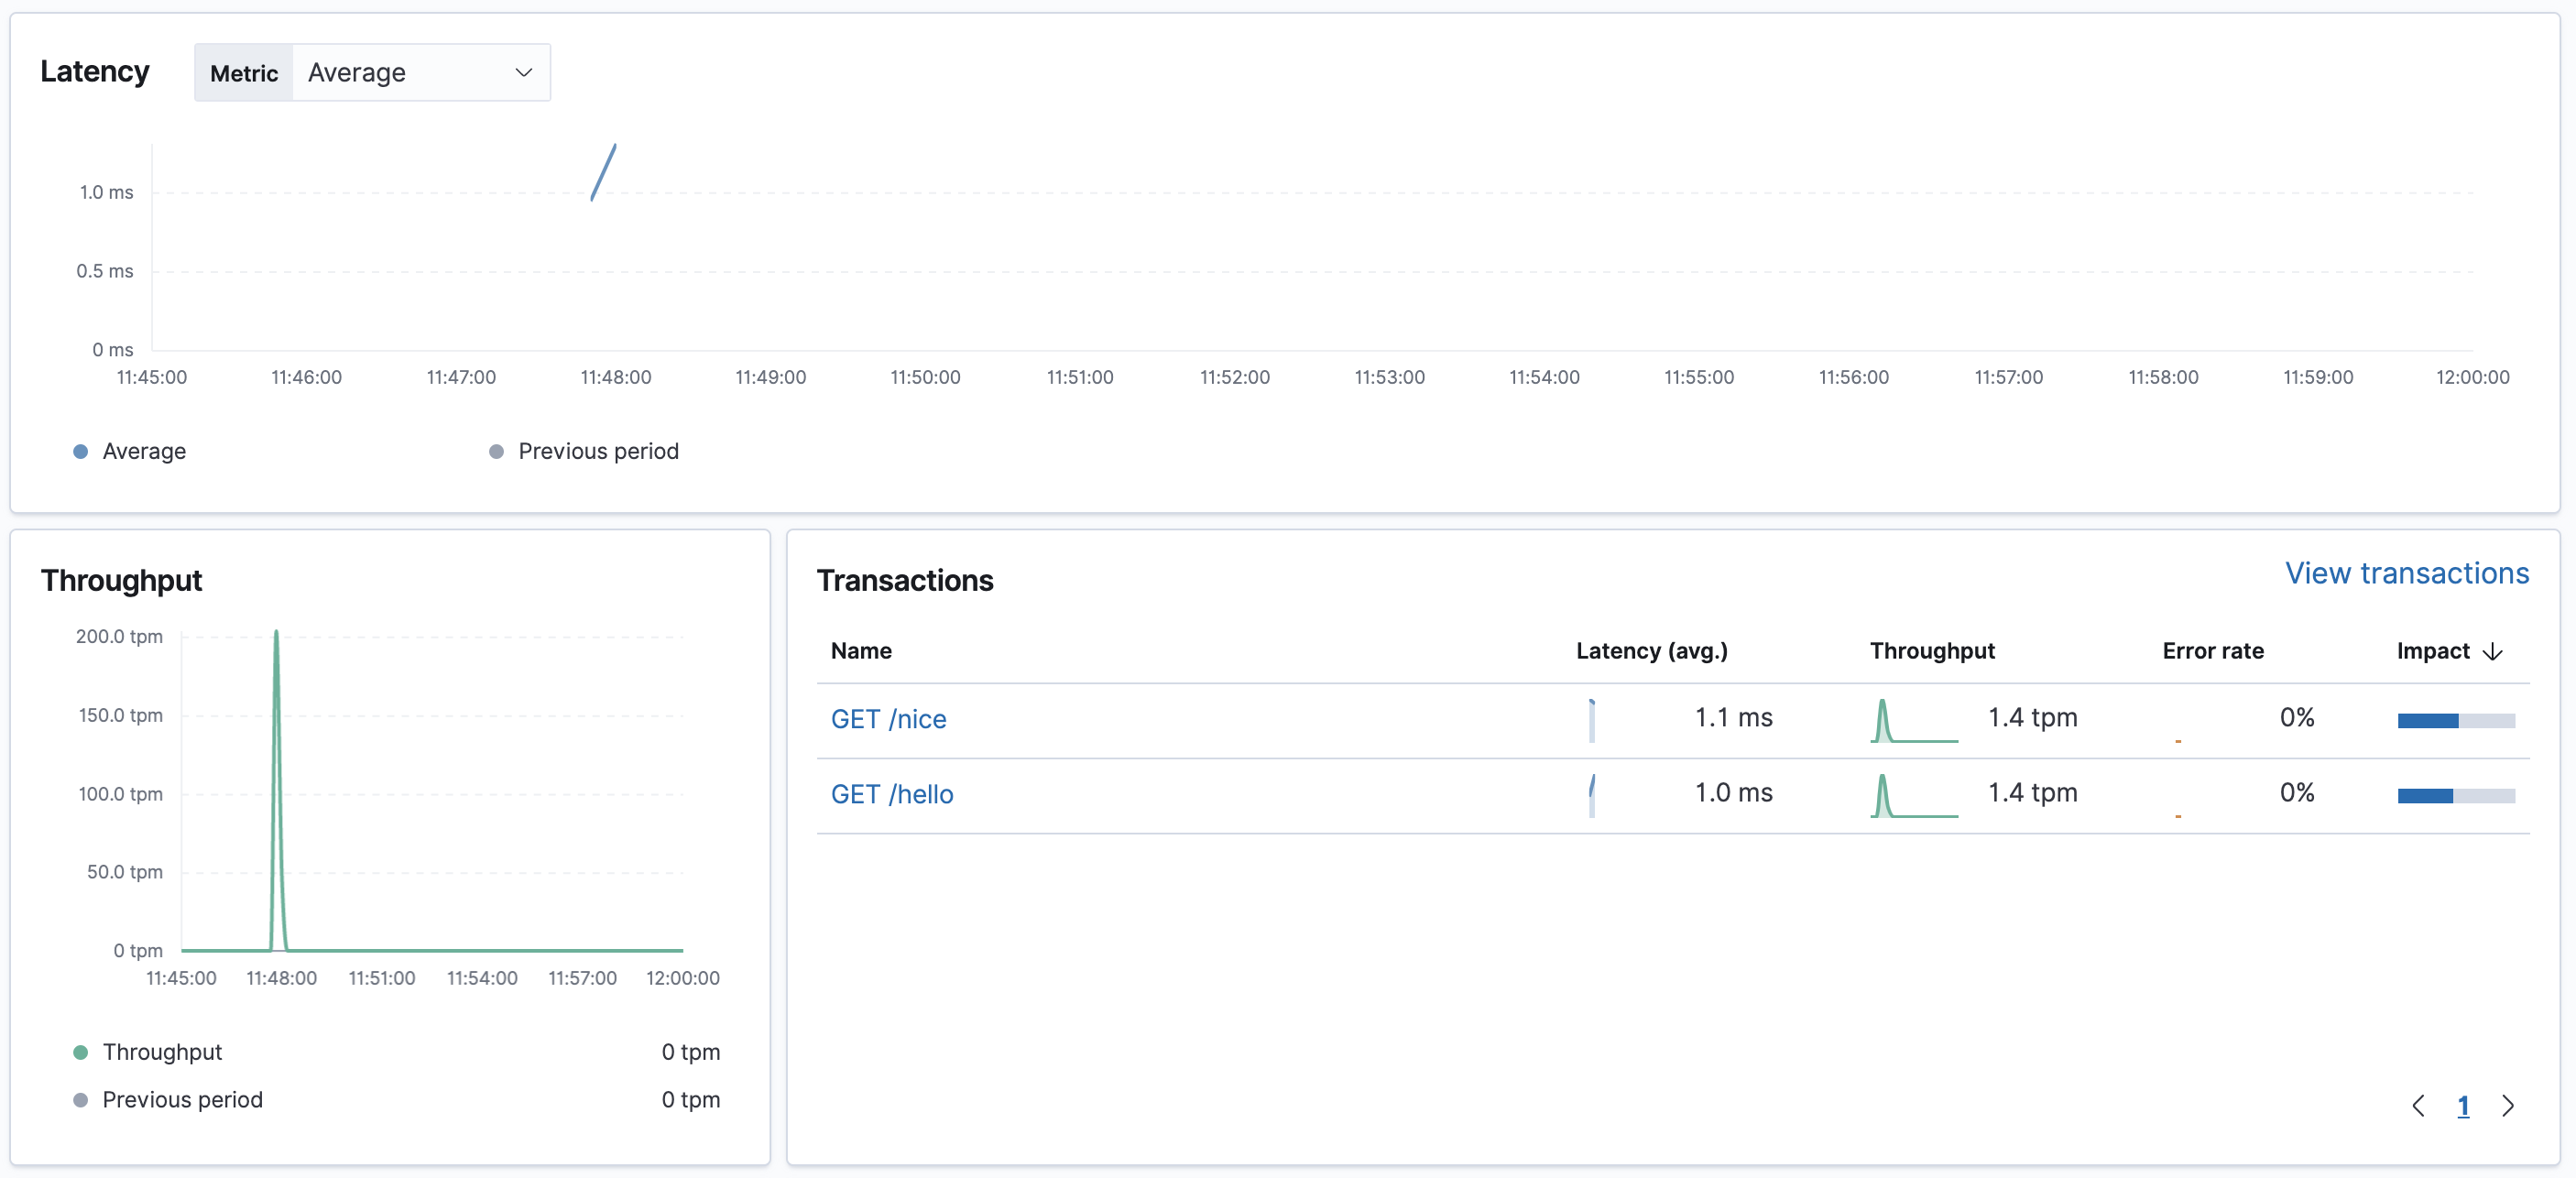 Latency
Metric Average
1.0 ms
0.5 ms
0 ms
11:45:00 11:46:00 11:47:00 11:48:00 11:49:00 11:50:00 11:51:00 11:52:00 11:53:00 11:54:00 11:55:00 11:56:00 11:57:00 11:58:00 11:59:00 12:00:00
Average Previous period
Throughput
200.0 tpm
150.0 tpm
100.0 tpm
50.0 tpm
0 tpm
11:45:00 11:48:00 11:51:00 11:54:00 11:57:00 12:00:00
Throughput 0 tpm
Previous period 0 tpm
Transactions
View transactions
Name Latency (avg.) Throughput Error rate Impact
GET /nice 1.1 ms 1.4 tpm 0%
GET /hello 1.0 ms 1.4 tpm 0%
1